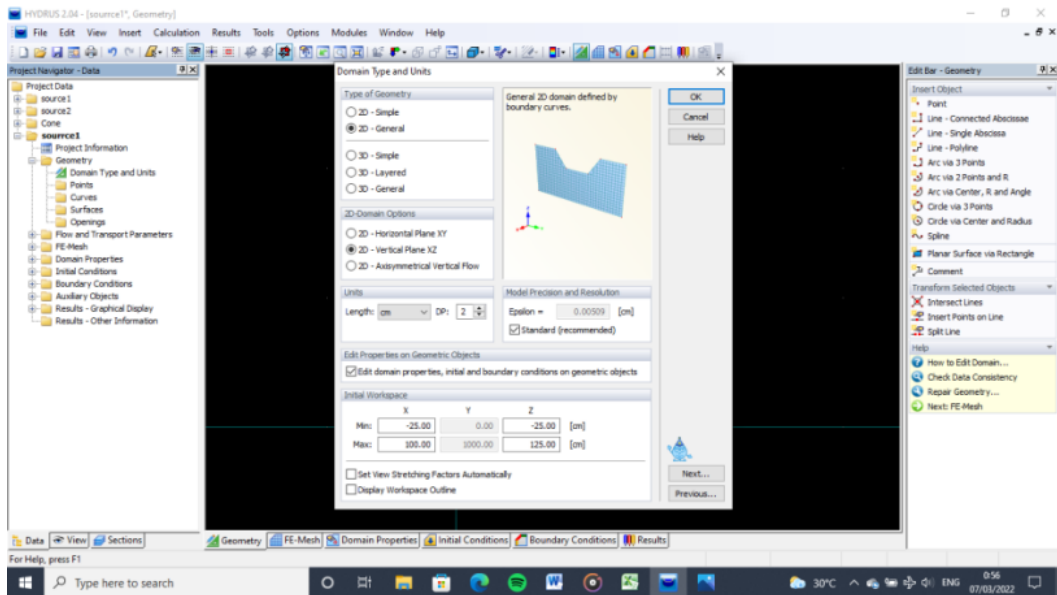 HYDRUS 2.04 - [sourrce1*, Geometry]
File Edit View Insert Calculation Results Tools Options Modules Window Help
Project Navigator - Data
Project Data
source1
source2
Cone
sourrce1
Project Information
Geometry
Domain Type and Units
Points
Curves
Surfaces
Openings
Flow and Transport Parameters
FE-Mesh
Domain Properties
Initial Conditions
Boundary Conditions
Auxiliary Objects
Results - Graphical Display
Results - Other Information
Data View Sections
For Help, press F1
Domain Type and Units
Type of Geometry
2D - Simple
2D - General
3D - Simple
3D - Layered
3D - General
General 2D domain defined by
boundary curves.
OK
Cancel
Help
2D-Domain Options
2D - Horizontal Plane XY
2D - Vertical Plane XZ
2D - Axisymmetrical Vertical Flow
Units
Length: cm DP: 2
Model Precision and Resolution
Epsilon = 0.00509 [cm]
Standard (recommended)
Edit Properties on Geometric Objects
Edit domain properties, initial and boundary conditions on geometric objects
Initial Workspace
X Y Z
Min: -25.00 0.00 -25.00 [cm]
Max: 100.00 1000.00 125.00 [cm]
Set View Stretching Factors Automatically
Display Workspace Outline
Next...
Previous...
Geometry FE-Mesh Domain Properties Initial Conditions Boundary Conditions Results
Edit Bar - Geometry
Insert Object
Point
Line - Connected Abscissae
Line - Single Abscissa
Line - Polyline
Arc via 3 Points
Arc via 2 Points and R
Arc via Center, R and Angle
Circle via 3 Points
Circle via Center and Radius
Spline
Planar Surface via Rectangle
Comment
Transform Selected Objects
Intersect Lines
Insert Points on Line
Split Line
Help
How to Edit Domain...
Check Data Consistency
Repair Geometry...
Next: FE-Mesh
Type here to search
30°C ENG 0:56
07/03/2022